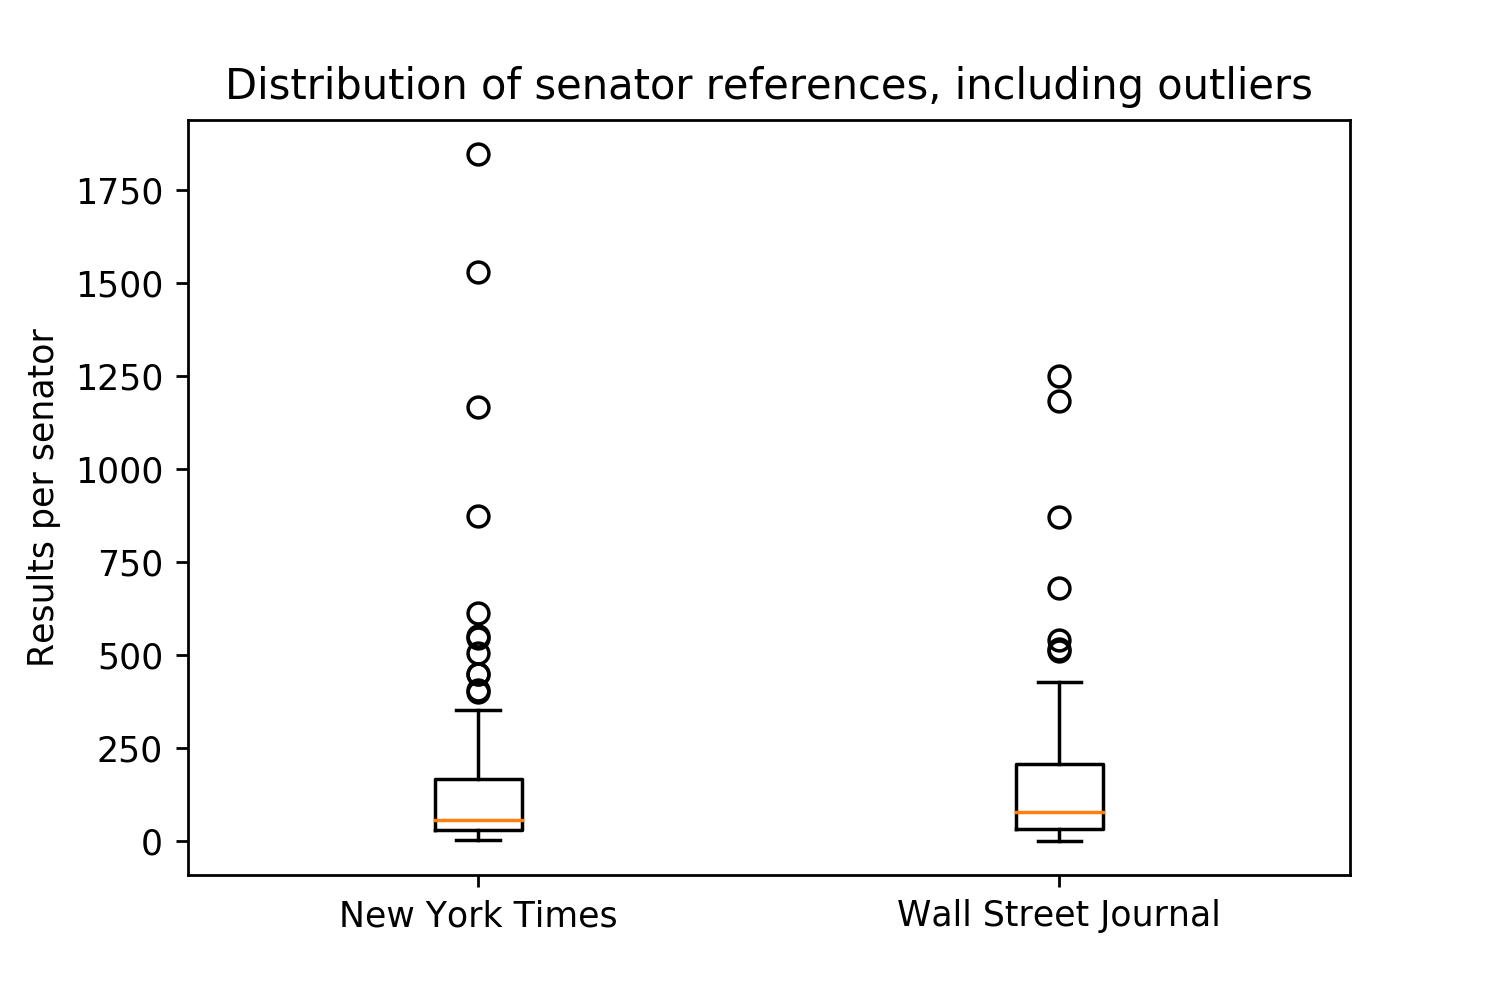 Distribution of senator references, including outliers
Results per senator
1750
1500
1250
1000
750
500
250
0
New York Times
Wall Street Journal